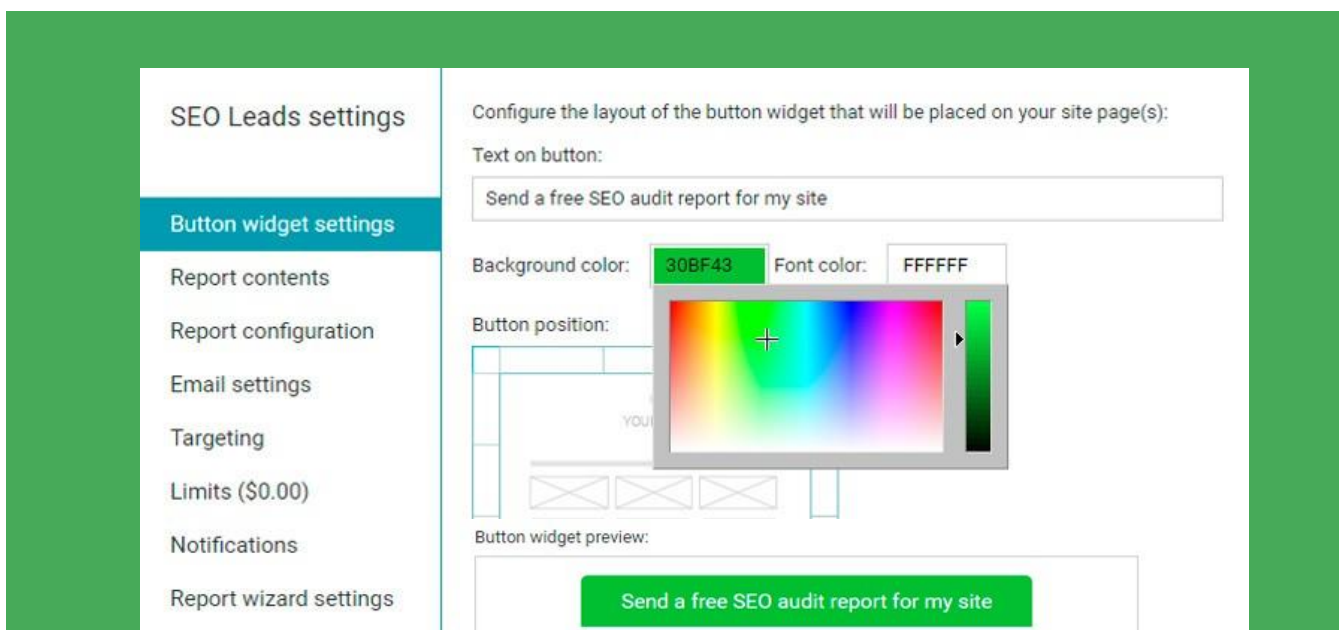 SEO Leads settings
Button widget settings
Report contents
Report configuration
Email settings
Targeting
Limits ($0.00)
Notifications
Report wizard settings
Configure the layout of the button widget that will be placed on your site page(s):
Text on button:
Send a free SEO audit report for my site
Background color: 30BF43 Font color: FFFFFF
Button position:
Button widget preview:
Send a free SEO audit report for my site